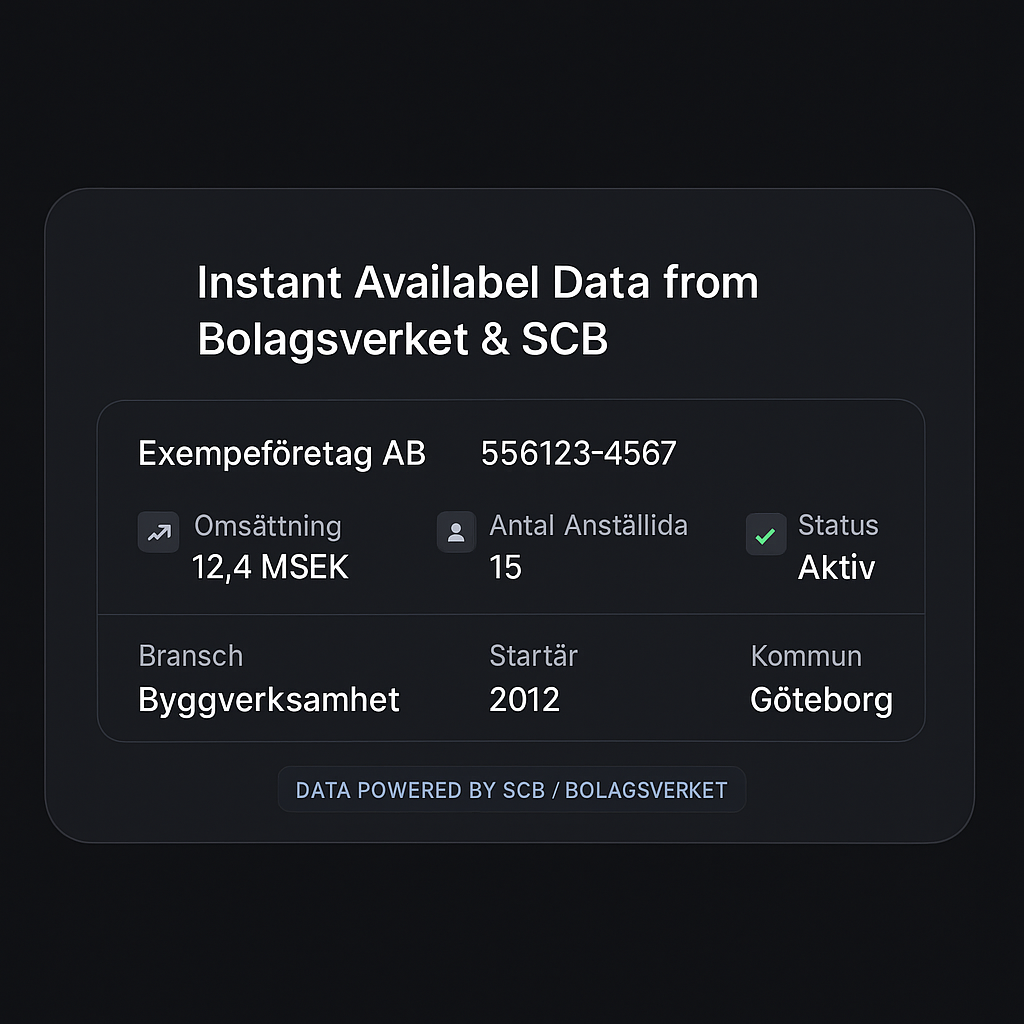 Instant Availabel Data from
Bolagsverket & SCB
Exempeföretag AB 556123-4567
Omsättning Antal Anställida Status
12,4 MSEK 15 Aktiv
Bransch Startär Kommun
Byggverksamhet 2012 Göteborg
DATA POWERED BY SCB / BOLAGSVERKET